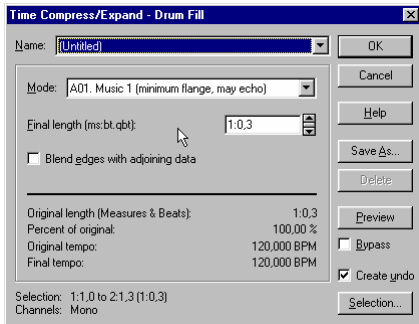 Time Compress/Expand - Drum Fill
Name: (Untitled)
OK
Cancel
Mode: A01. Music 1 (minimum flange, may echo)
Help
Final length (ms:bt.qbt): 1:0,3
Save As...
Blend edges with adjoining data
Delete
Original length (Measures & Beats): 1:0,3
Preview
Percent of original: 100,00 %
Original tempo: 120,000 BPM
Bypass
Final tempo: 120,000 BPM
Create undo
Selection: 1:1,0 to 2:1,3 (1:0,3)
Selection...
Channels: Mono